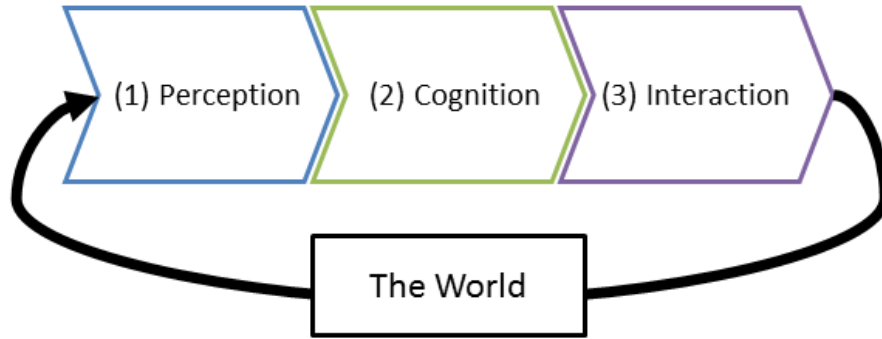 (1) Perception
(2) Cognition
(3) Interaction
The World